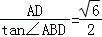 AD/tan∠ABD = √6/2